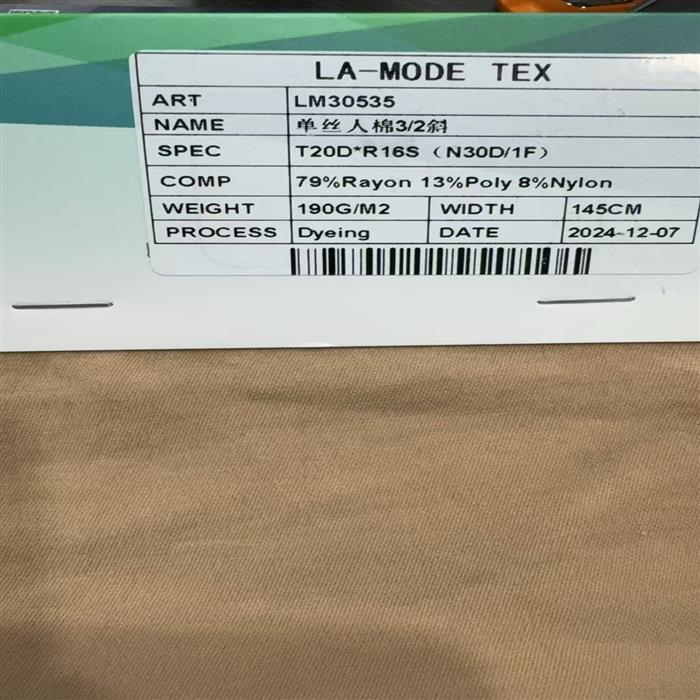 LA-MODE TEX
ART LM30535
NAME 单丝人棉3/2斜
SPEC T20D*R16S（N30D/1F）
COMP 79%Rayon 13%Poly 8%Nylon
WEIGHT 190G/M2 WIDTH 145CM
PROCESS Dyeing DATE 2024-12-07